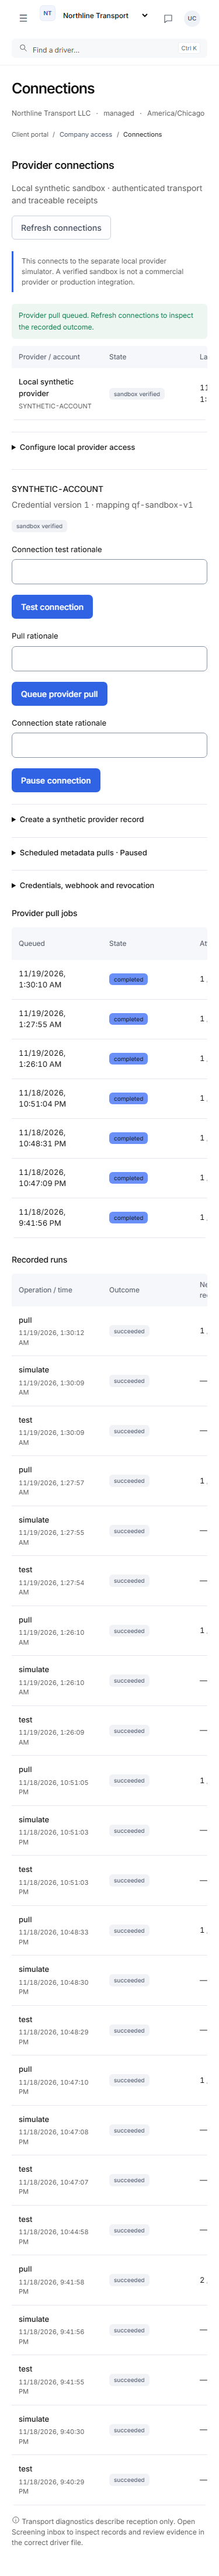 NT
Northline Transport
UC
Find a driver...
Ctrl K
Connections
Northline Transport LLC - managed - America/Chicago
Client portal / Company access / Connections
Provider connections
Local synthetic sandbox · authenticated transport
and traceable receipts
Refresh connections
This connects to the separate local provider
simulator. A verified sandbox is not a commercial
provider or production integration.
Provider pull queued. Refresh connections to inspect
the recorded outcome.
Provider / account State
Local synthetic
provider
SYNTHETIC-ACCOUNT
sandbox verified
Configure local provider access
SYNTHETIC-ACCOUNT
Credential version 1 · mapping qf-sandbox-v1
sandbox verified
Connection test rationale
Test connection
Pull rationale
Queue provider pull
Connection state rationale
Pause connection
Create a synthetic provider record
Scheduled metadata pulls · Paused
Credentials, webhook and revocation
Provider pull jobs
Queued State
11/19/2026,
1:30:10 AM
completed 1
11/19/2026,
1:27:55 AM
completed 1
11/19/2026,
1:26:10 AM
completed 1
11/18/2026,
10:51:04 PM
completed 1
11/18/2026,
10:48:31 PM
completed 1
11/18/2026,
10:47:09 PM
completed 1
11/18/2026,
9:41:56 PM
completed 1
Recorded runs
Operation / time Outcome
pull
11/19/2026, 1:30:12
AM
succeeded 1
simulate
11/19/2026, 1:30:09
AM
succeeded —
test
11/19/2026, 1:30:09
AM
succeeded —
pull
11/19/2026, 1:27:57
AM
succeeded 1
simulate
11/19/2026, 1:27:55
AM
succeeded —
test
11/19/2026, 1:27:54
AM
succeeded —
pull
11/19/2026, 1:26:10
AM
succeeded 1
simulate
11/19/2026, 1:26:10
AM
succeeded —
test
11/19/2026, 1:26:09
AM
succeeded —
pull
11/18/2026, 10:51:05
PM
succeeded 1
simulate
11/18/2026, 10:51:03
PM
succeeded —
test
11/18/2026, 10:51:03
PM
succeeded —
pull
11/18/2026, 10:48:33
PM
succeeded 1
simulate
11/18/2026, 10:48:30
PM
succeeded —
test
11/18/2026, 10:48:29
PM
succeeded —
pull
11/18/2026, 10:47:10
PM
succeeded 1
simulate
11/18/2026, 10:47:08
PM
succeeded —
test
11/18/2026, 10:47:07
PM
succeeded —
test
11/18/2026, 10:44:58
PM
succeeded —
pull
11/18/2026, 9:41:58
PM
succeeded 2
simulate
11/18/2026, 9:41:56
PM
succeeded —
test
11/18/2026, 9:41:55
PM
succeeded —
simulate
11/18/2026, 9:40:30
PM
succeeded —
test
11/18/2026, 9:40:29
PM
succeeded —
Transport diagnostics describe reception only. Open
Screening inbox to inspect records and review evidence in
the correct driver file.